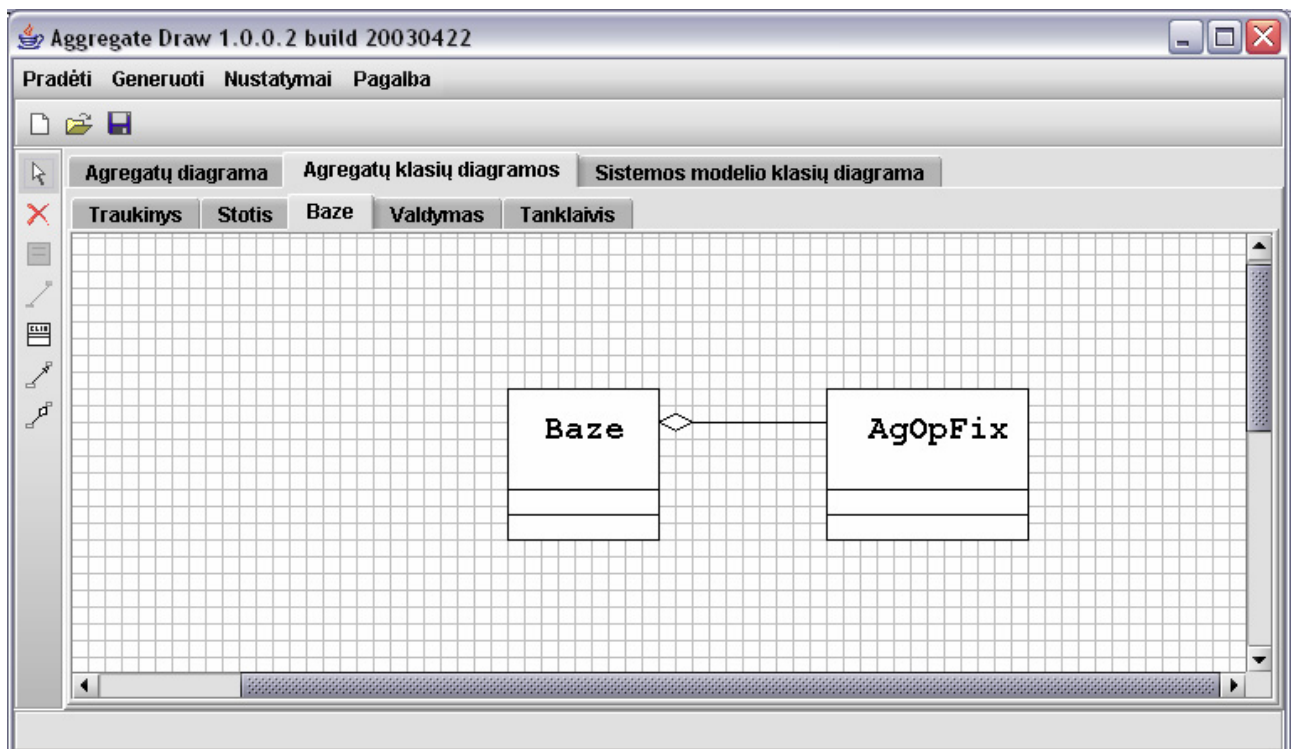 Aggregate Draw 1.0.0.2 build 20030422
Pradėti Generuoti Nustatymai Pagalba
Agregatų diagrama Agregatų klasių diagramos Sistemos modelio klasių diagrama
Traukinys Stotis Baze Valdymas Tanklaivis
Baze AgOpFix